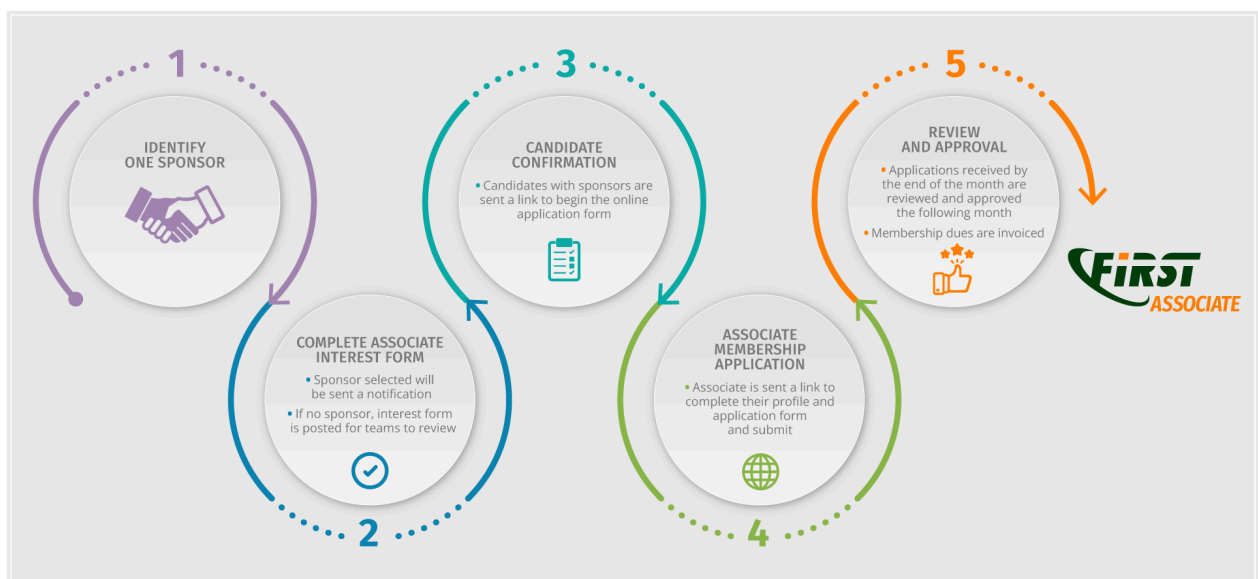 1
IDENTIFY
ONE SPONSOR
2
COMPLETE ASSOCIATE
INTEREST FORM
• Sponsor selected will
be sent a notification
• If no sponsor, interest form
is posted for teams to review
3
CANDIDATE
CONFIRMATION
• Candidates with sponsors are
sent a link to begin the online
application form
4
ASSOCIATE
MEMBERSHIP
APPLICATION
• Associate is sent a link to
complete their profile and
application form
and submit
5
REVIEW
AND APPROVAL
• Applications received by
the end of the month are
reviewed and approved
the following month
• Membership dues are invoiced
FiRST
ASSOCIATE